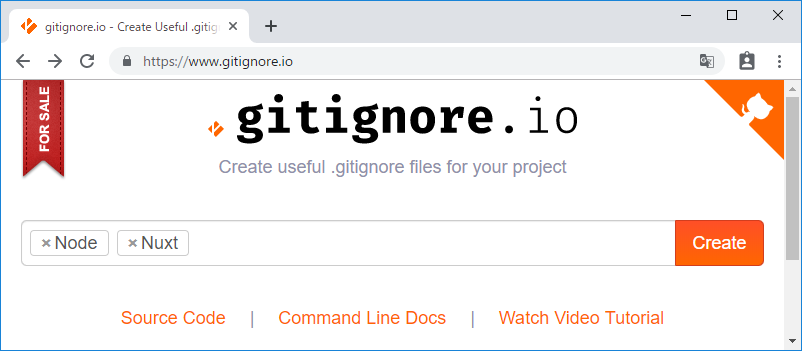 gitignore.io - Create Useful .gitig
https://www.gitignore.io
FOR SALE
gitignore.io
Create useful .gitignore files for your project
× Node × Nuxt Create
Source Code | Command Line Docs | Watch Video Tutorial